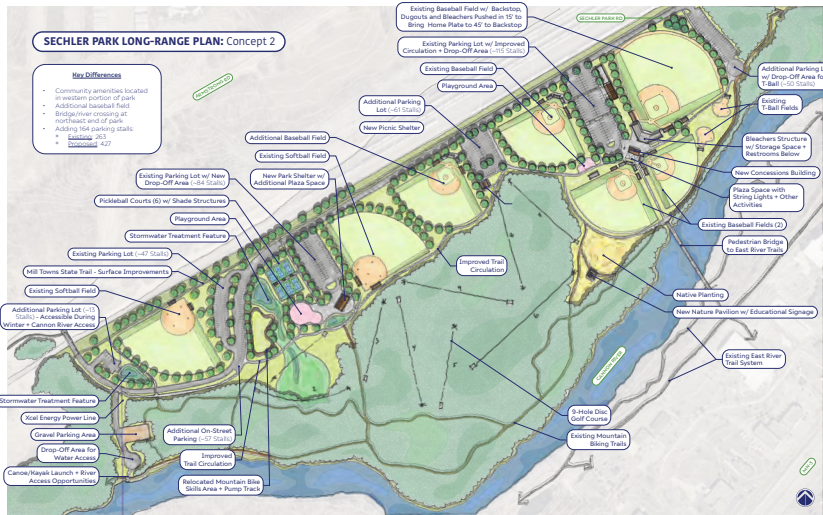 SECHLER PARK LONG-RANGE PLAN: Concept 2
Key Differences
• Community amenities located
in western portion of park
• Additional baseball field
• Bridge/river crossing at
northeast end of park
• Adding 164 parking stalls:
Existing: 263
Proposed: 427
ARMSTRONG RD
SECHLER PARK RD
Existing Baseball Field w/ Backstop,
Dugouts and Bleachers Pushed in 15' to
Bring Home Plate to 45' to Backstop
Existing Parking Lot w/ Improved
Circulation + Drop-Off Area (~115 Stalls)
Existing Baseball Field
Playground Area
Additional Parking
Lot (~61 Stalls)
New Picnic Shelter
Additional Baseball Field
Existing Softball Field
New Park Shelter w/
Additional Plaza Space
Existing Parking Lot w/ New
Drop-Off Area (~84 Stalls)
Pickleball Courts (6) w/ Shade Structures
Playground Area
Stormwater Treatment Feature
Existing Parking Lot (~47 Stalls)
Mill Towns State Trail - Surface Improvements
Existing Softball Field
Additional Parking Lot (~13
Stalls) - Accessible During
Winter + Cannon River Access
Stormwater Treatment Feature
Xcel Energy Power Line
Gravel Parking Area
Drop-Off Area for
Water Access
Canoe/Kayak Launch + River
Access Opportunities
Additional On-Street
Parking (~57 Stalls)
Improved
Trail Circulation
Relocated Mountain Bike
Skills Area + Pump Track
Improved Trail
Circulation
Additional Parking L
w/ Drop-Off Area fo
T-Ball (~50 Stalls)
Existing
T-Ball Fields
Bleachers Structure
w/ Storage Space +
Restrooms Below
New Concessions Building
Plaza Space with
String Lights + Other
Activities
Existing Baseball Fields (2)
Pedestrian Bridge
to East River Trails
Native Planting
New Nature Pavilion w/ Educational Signage
Existing East River
Trail System
CANNON RIVER
9-Hole Disc
Golf Course
Existing Mountain
Biking Trails